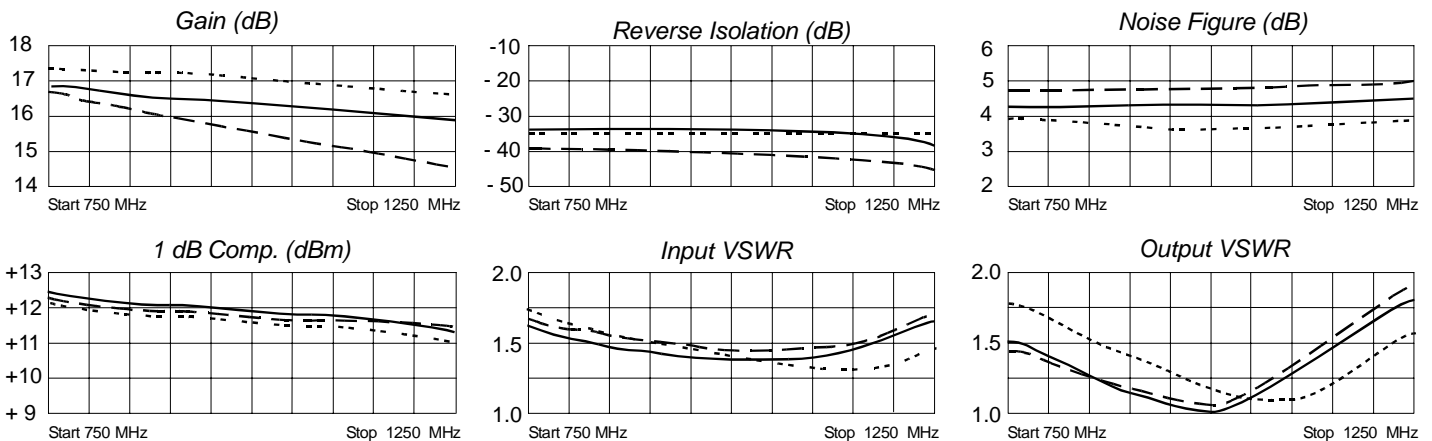 Gain (dB)
18
17
16
15
14
Start 750 MHz
Stop 1250 MHz
Reverse Isolation (dB)
-10
- 20
- 30
- 40
- 50
Start 750 MHz
Stop 1250 MHz
Noise Figure (dB)
6
5
4
3
2
Start 750 MHz
Stop 1250 MHz
1 dB Comp. (dBm)
+13
+12
+11
+10
+ 9
Start 750 MHz
Stop 1250 MHz
Input VSWR
2.0
1.5
1.0
Start 750 MHz
Stop 1250 MHz
Output VSWR
2.0
1.5
1.0
Start 750 MHz
Stop 1250 MHz